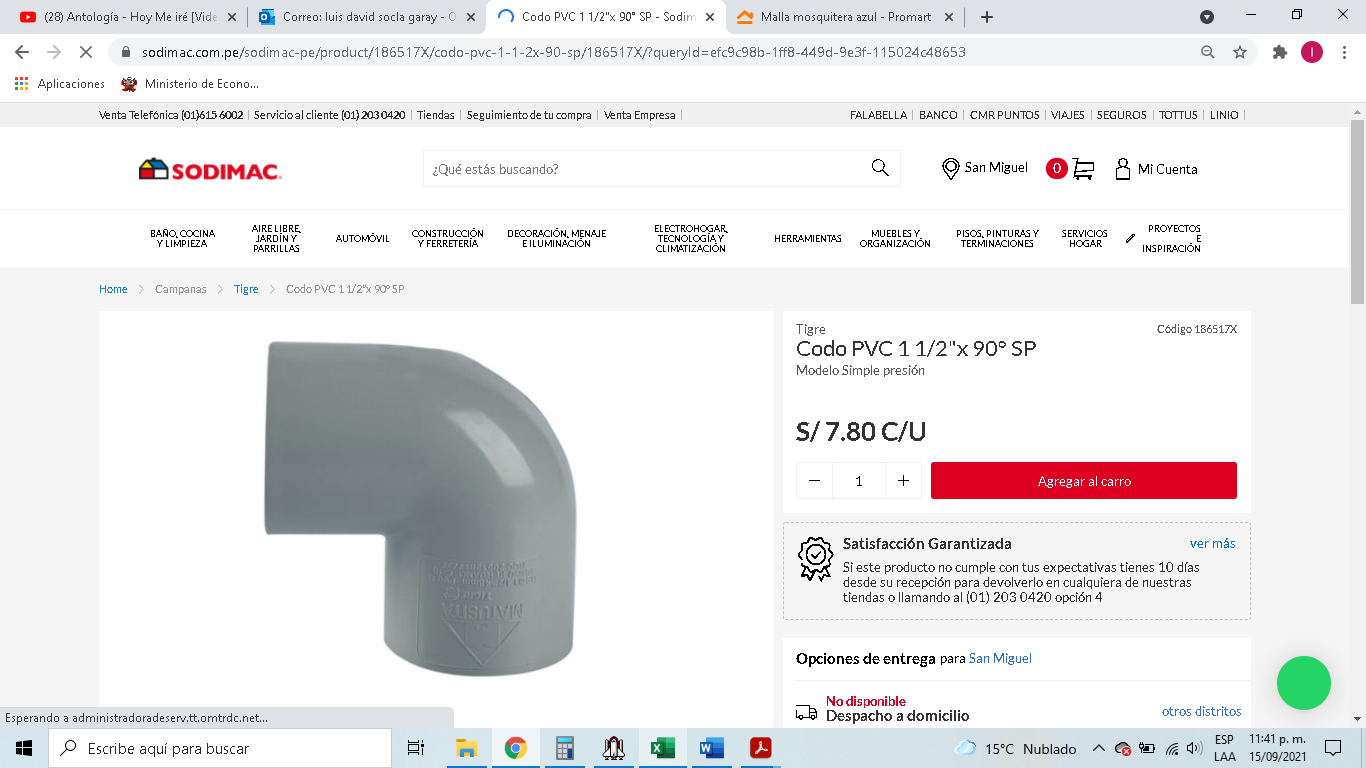 (28) Antología - Hoy Me iré [Vide
Correo: luis david socla garay - O
Codo PVC 1 1/2"x 90° SP - Sodim
Malla mosquitera azul - Promart
sodimac.com.pe/sodimac-pe/product/186517X/codo-pvc-1-1-2x-90-sp/186517X/?queryId=efc9c98b-1ff8-449d-9e3f-115024c48653
I
Aplicaciones
Ministerio de Econo...
Venta Telefónica (01)615 6002
Servicio al cliente (01) 203 0420
Tiendas
Seguimiento de tu compra
Venta Empresa
FALABELLA
BANCO
CMR PUNTOS
VIAJES
SEGUROS
TOTTUS
LINIO
SODIMAC
¿Qué estás buscando?
San Miguel
0
Mi Cuenta
BAÑO, COCINA
Y LIMPIEZA
AIRE LIBRE,
JARDÍN Y
PARRILLAS
AUTOMÓVIL
CONSTRUCCIÓN
Y FERRETERÍA
DECORACIÓN, MENAJE
E ILUMINACIÓN
ELECTROHOGAR,
TECNOLOGÍA Y
CLIMATIZACIÓN
HERRAMIENTAS
MUEBLES Y
ORGANIZACIÓN
PISOS, PINTURAS Y
TERMINACIONES
SERVICIOS
HOGAR
PROYECTOS
E
INSPIRACIÓN
Home
Campanas
Tigre
Codo PVC 1 1/2"x 90° SP
MATUSITA
Tigre
Código 186517X
Codo PVC 1 1/2"x 90° SP
Modelo Simple presión
S/ 7.80 C/U
1
Agregar al carro
Satisfacción Garantizada
ver más
Si este producto no cumple con tus expectativas tienes 10 días
desde su recepción para devolverlo en cualquiera de nuestras
tiendas o llamando al (01) 203 0420 opción 4
Opciones de entrega para San Miguel
No disponible
Despacho a domicilio
otros distritos
Esperando a administradoradeserv.tt.omtrdc.net...
Escribe aquí para buscar
15°C Nublado
ESP
LAA
11:41 p. m.
15/09/2021